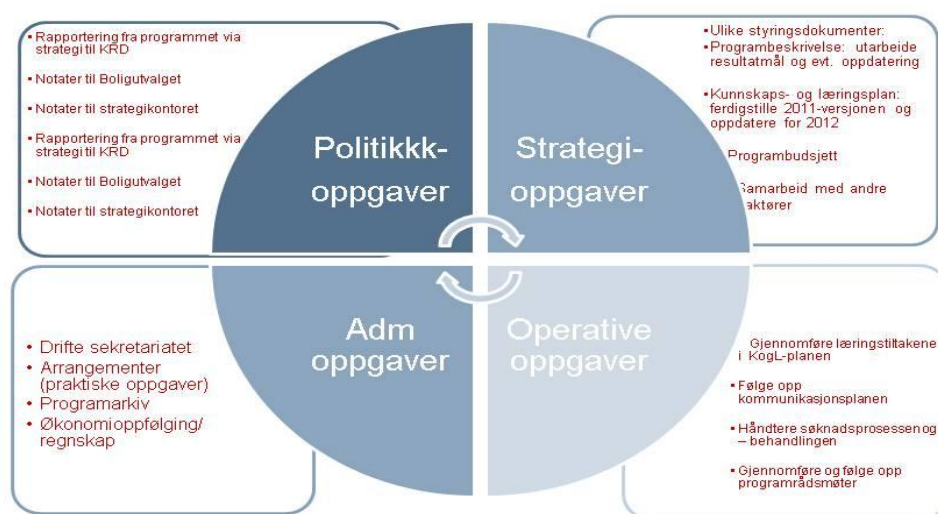 • Rapportering fra programmet via
strategi til KRD
• Notater til Boligutvalget
• Notater til strategikontoret
• Rapportering fra programmet via
strategi til KRD
• Notater til Boligutvalget
• Notater til strategikontoret
Politikkk-
oppgaver
Strategi-
oppgaver
• Ulike styringsdokumenter:
• Programbeskrivelse: utarbeide
resultatmål og evt. oppdatering
• Kunnskaps- og læringsplan:
ferdigstille 2011-versjonen og
oppdatere for 2012
Programbudsjett
Samarbeid med andre
aktører
• Drifte sekretariatet
• Arrangementer
(praktiske oppgaver)
• Programarkiv
• Økonomioppfølging/
regnskap
Adm
oppgaver
Operative
oppgaver
Gjennomføre læringstiltakene
i KogL-planen
• Følge opp
kommunikasjonsplanen
• Håndtere søknadsprosessen og
– behandlingen
• Gjennomføre og følge opp
programrådsmøter